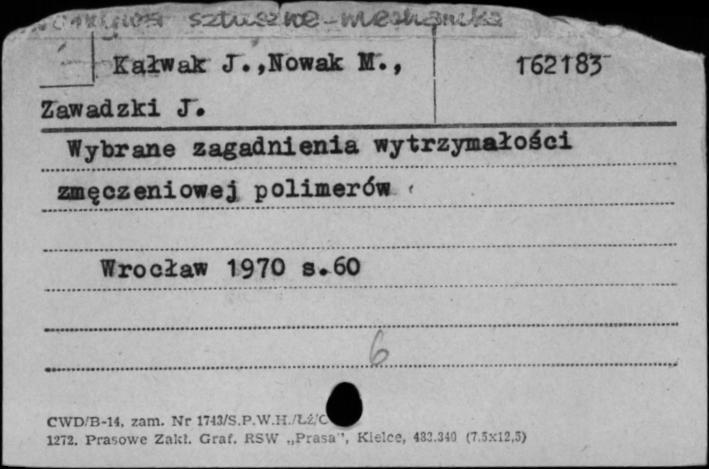 sztuczne - mechanika
Kałwak J.,Nowak M., 162183
Zawadzki J.
Wybrane zagadnienia wytrzymałości
zmęczeniowej polimerów
Wrocław 1970 s.60
6
CWD/B-14, zam. Nr 1743/S.P.W.H./Łż/C
1272. Prasowe Zakł. Graf. RSW „Prasa", Kielce, 483.340 (7.5x12,5)